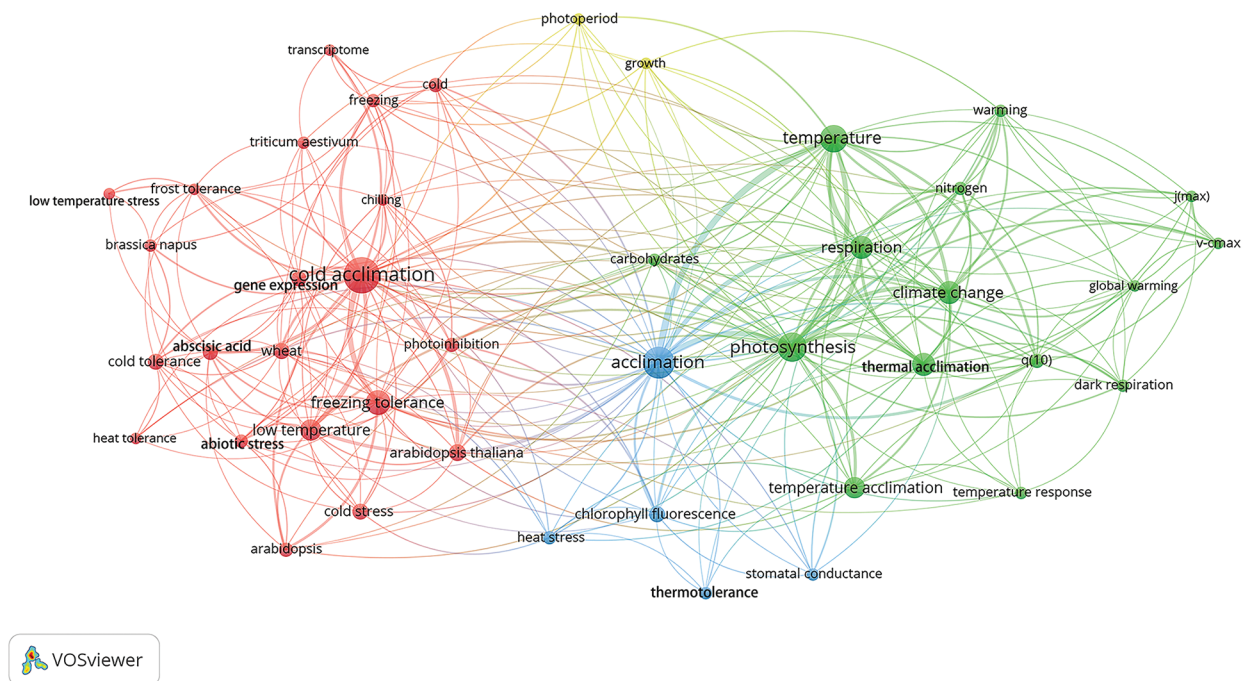 photoperiod
transcriptome
growth
cold
freezing
warming
temperature
triticum aestivum
nitrogen
frost tolerance
low temperature stress
chilling
j(max)
brassica napus
respiration
v-cmax
carbohydrates
cold acclimation
gene expression
global warming
climate change
abscisic acid
wheat
photoinhibition
photosynthesis
cold tolerance
acclimation
thermal acclimation
q(10)
dark respiration
freezing tolerance
low temperature
heat tolerance
abiotic stress
arabidopsis thaliana
temperature acclimation
temperature response
cold stress
chlorophyll fluorescence
heat stress
arabidopsis
stomatal conductance
thermotolerance
VOSviewer